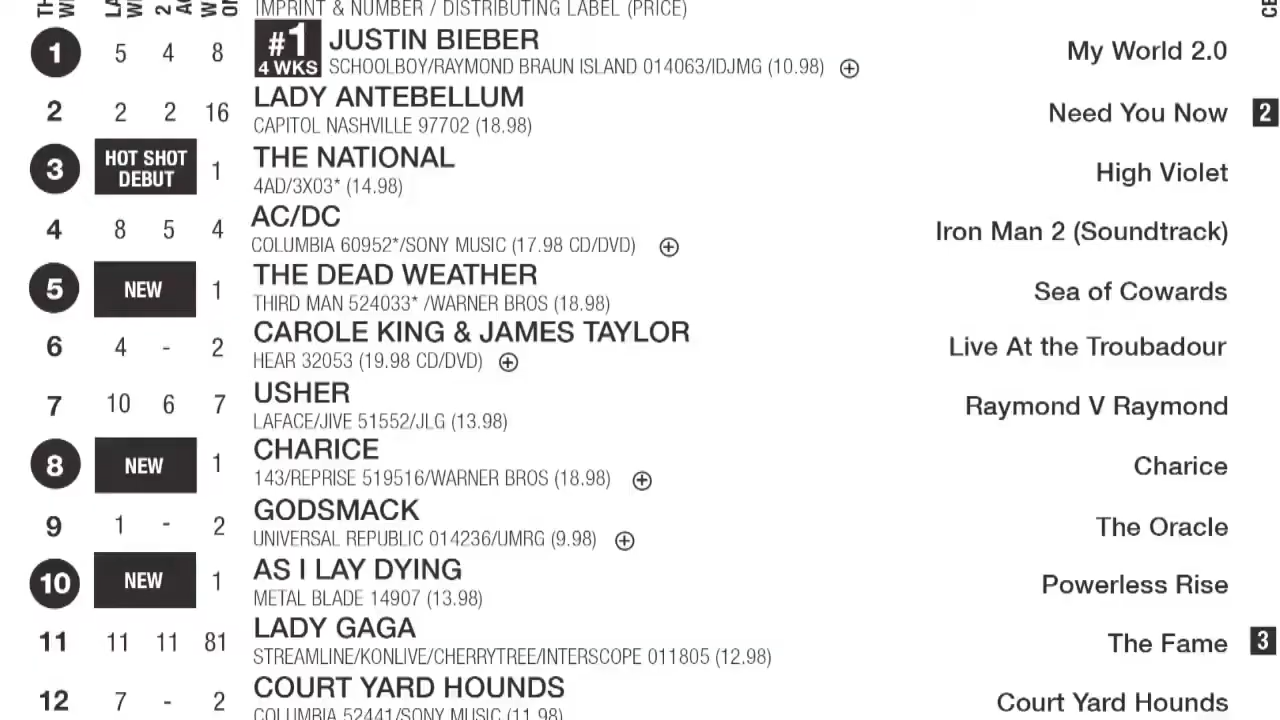 IMPRINT & NUMBER / DISTRIBUTING LABEL (PRICE)
1 5 4 8 #1 4 WKS JUSTIN BIEBER My World 2.0
SCHOOLBOY/RAYMOND BRAUN ISLAND 014063/IDJMG (10.98)
2 2 2 16 LADY ANTEBELLUM Need You Now 2
CAPITOL NASHVILLE 97702 (18.98)
3 HOT SHOT DEBUT 1 THE NATIONAL High Violet
4AD/3X03* (14.98)
4 8 5 4 AC/DC Iron Man 2 (Soundtrack)
COLUMBIA 60952*/SONY MUSIC (17.98 CD/DVD)
5 NEW 1 THE DEAD WEATHER Sea of Cowards
THIRD MAN 524033* /WARNER BROS (18.98)
6 4 - 2 CAROLE KING & JAMES TAYLOR Live At the Troubadour
HEAR 32053 (19.98 CD/DVD)
7 10 6 7 USHER Raymond V Raymond
LAFACE/JIVE 51552/JLG (13.98)
8 NEW 1 CHARICE Charice
143/REPRISE 519516/WARNER BROS (18.98)
9 1 - 2 GODSMACK The Oracle
UNIVERSAL REPUBLIC 014236/UMRG (9.98)
10 NEW 1 AS I LAY DYING Powerless Rise
METAL BLADE 14907 (13.98)
11 11 11 81 LADY GAGA The Fame 3
STREAMLINE/KONLIVE/CHERRYTREE/INTERSCOPE 011805 (12.98)
12 7 - 2 COURT YARD HOUNDS Court Yard Hounds
COLUMBIA 52441/SONY MUSIC (11.98)